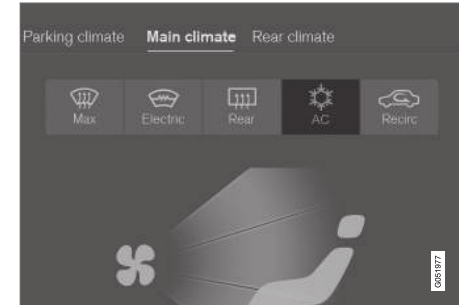 Parking climate Main climate Rear climate
Max Electric Rear AC Recirc
G051977